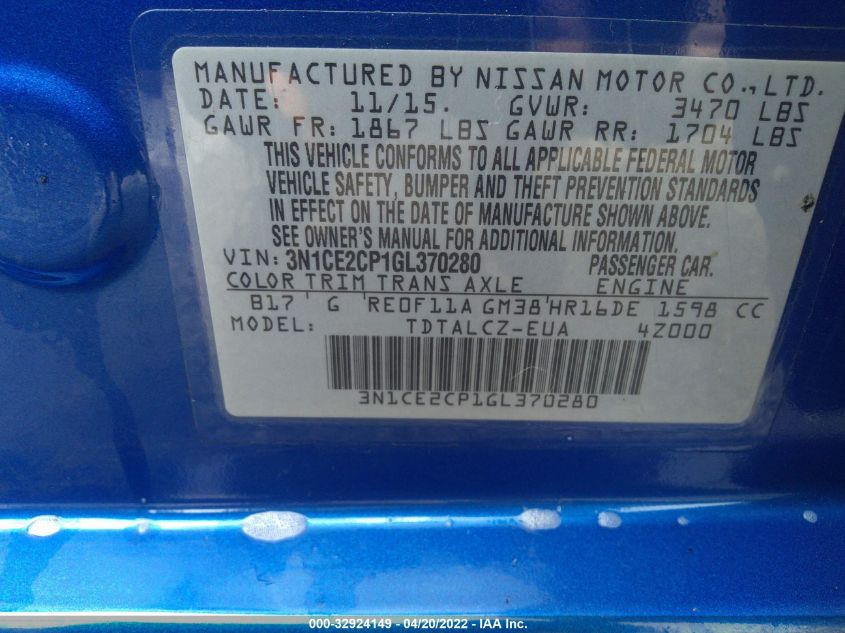 MANUFACTURED BY NISSAN MOTOR CO., LTD.
DATE: 11/15. GVWR: 3470 LBS
GAWR FR: 1867 LBS GAWR RR: 1704 LBS
THIS VEHICLE CONFORMS TO ALL APPLICABLE FEDERAL MOTOR
VEHICLE SAFETY, BUMPER AND THEFT PREVENTION STANDARDS
IN EFFECT ON THE DATE OF MANUFACTURE SHOWN ABOVE.
SEE OWNER'S MANUAL FOR ADDITIONAL INFORMATION.
VIN: 3N1CE2CP1GL370280 PASSENGER CAR.
COLOR TRIM TRANS AXLE ENGINE
B17 ' G 'RE0F11A GM38'HR16DE 1598 CC
MODEL: TDTALCZ-EUA 4Z000
3N1CE2CP1GL370280
000-32924149 - 04/20/2022 - IAA Inc.